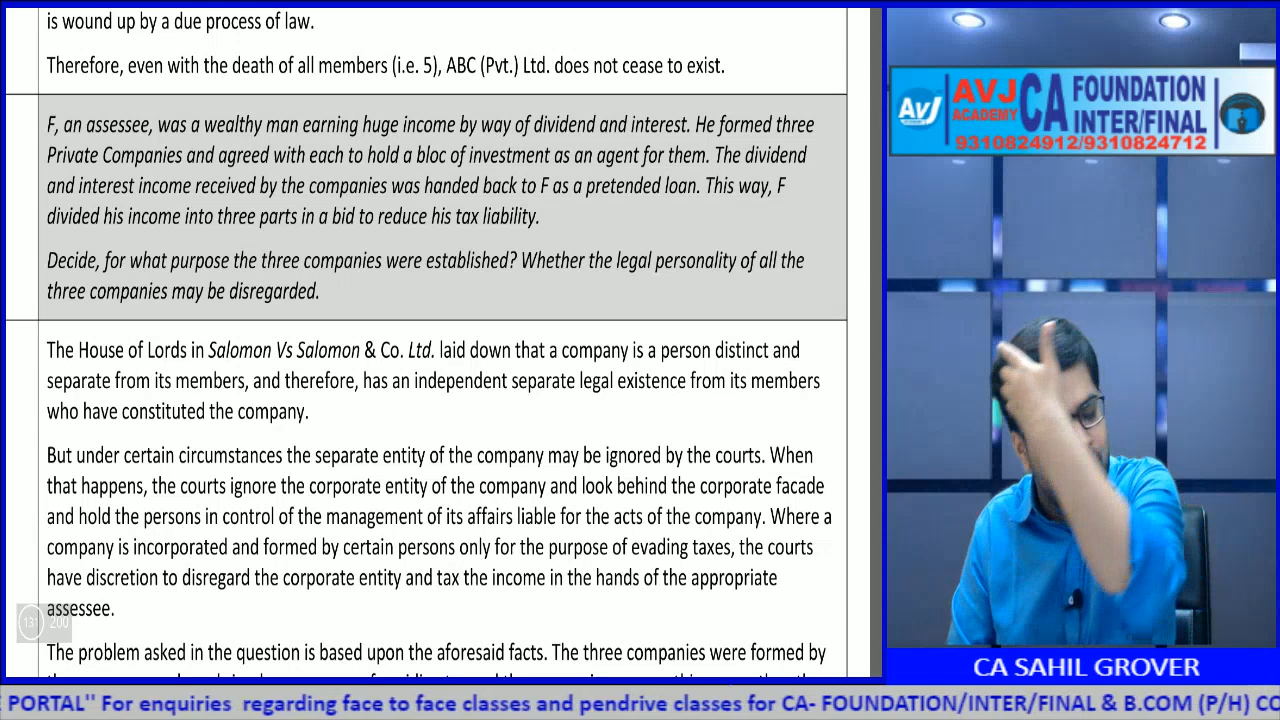 is wound up by a due process of law.
Therefore, even with the death of all members (i.e. 5), ABC (Pvt.) Ltd. does not cease to exist.
F, an assessee, was a wealthy man earning huge income by way of dividend and interest. He formed three
Private Companies and agreed with each to hold a bloc of investment as an agent for them. The dividend
and interest income received by the companies was handed back to F as a pretended loan. This way, F
divided his income into three parts in a bid to reduce his tax liability.
Decide, for what purpose the three companies were established? Whether the legal personality of all the
three companies may be disregarded.
The House of Lords in Salomon Vs Salomon & Co. Ltd. laid down that a company is a person distinct and
separate from its members, and therefore, has an independent separate legal existence from its members
who have constituted the company.
But under certain circumstances the separate entity of the company may be ignored by the courts. When
that happens, the courts ignore the corporate entity of the company and look behind the corporate facade
and hold the persons in control of the management of its affairs liable for the acts of the company. Where a
company is incorporated and formed by certain persons only for the purpose of evading taxes, the courts
have discretion to disregard the corporate entity and tax the income in the hands of the appropriate
assessee.
131 200
The problem asked in the question is based upon the aforesaid facts. The three companies were formed by
AVJ
AVJ
ACADEMY
CA FOUNDATION
INTER/FINAL
9310824912/9310824712
CA SAHIL GROVER
PORTAL" For enquiries regarding face to face classes and pendrive classes for CA- FOUNDATION/INTER/FINAL & B.COM (P/H)